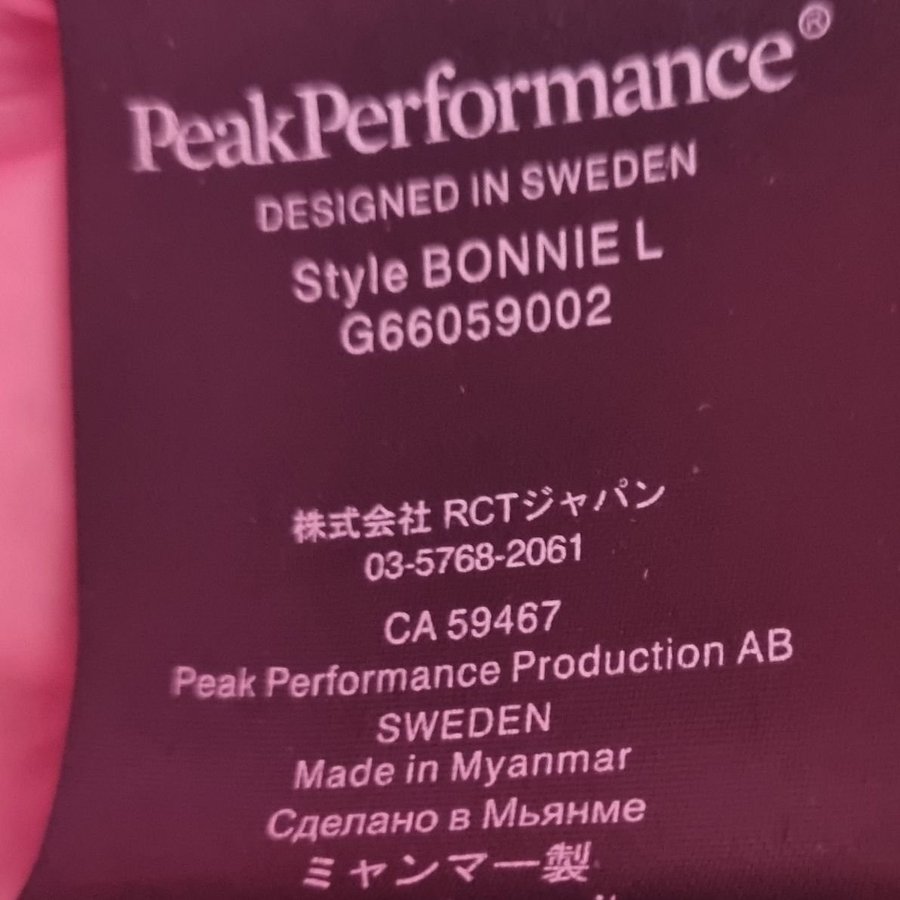 PeakPerformance®
DESIGNED IN SWEDEN
Style BONNIE L
G66059002
株式会社 RCTジャパン
03-5768-2061
CA 59467
Peak Performance Production AB
SWEDEN
Made in Myanmar
Сделано в Мьянме
ミャンマー製